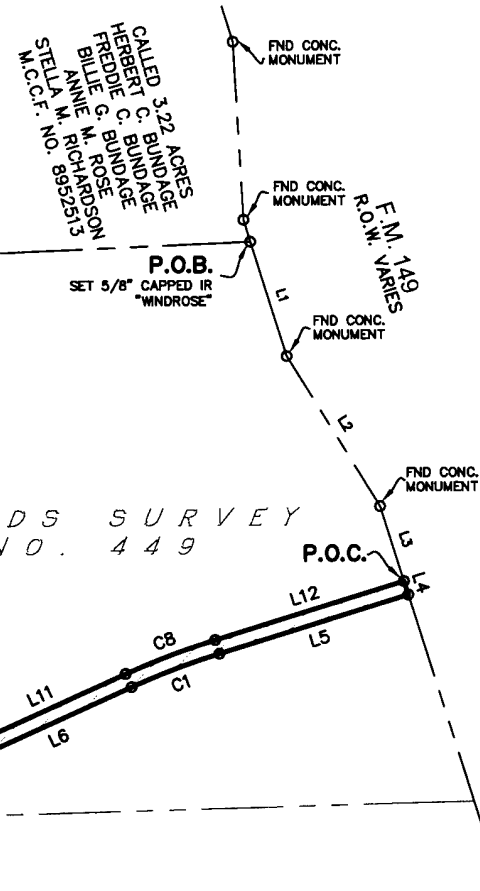 FND CONC.
MONUMENT
CALLED 3.22 ACRES
HERBERT C. BUNDAGE
FREDDIE C. BUNDAGE
BILLIE G. BUNDAGE
ANNIE M. ROSE
STELLA M. RICHARDSON
M.C.C.F. NO. 8952513
FND CONC.
MONUMENT
F.M. 149
R.O.W. VARIES
P.O.B.
SET 5/8" CAPPED IR
"WINDROSE"
L1
FND CONC.
MONUMENT
L2
FND CONC.
MONUMENT
DS SURVEY
NO. 449
L3
P.O.C.
L4
L12
L5
C8
C1
L11
L6